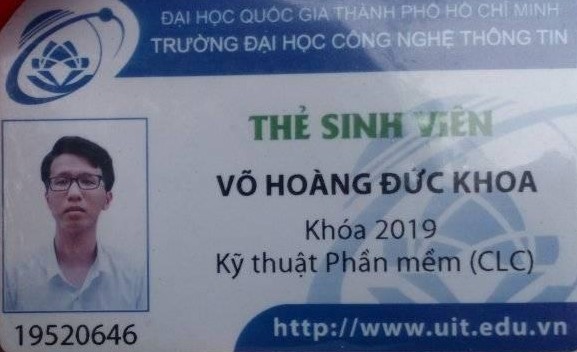 ĐẠI HỌC QUỐC GIA THÀNH PHỐ HỒ CHÍ MINH
TRƯỜNG ĐẠI HỌC CÔNG NGHỆ THÔNG TIN
THẺ SINH VIÊN
VÕ HOÀNG ĐỨC KHOA
Khóa 2019
Kỹ thuật Phần mềm (CLC)
19520646
http://www.uit.edu.vn